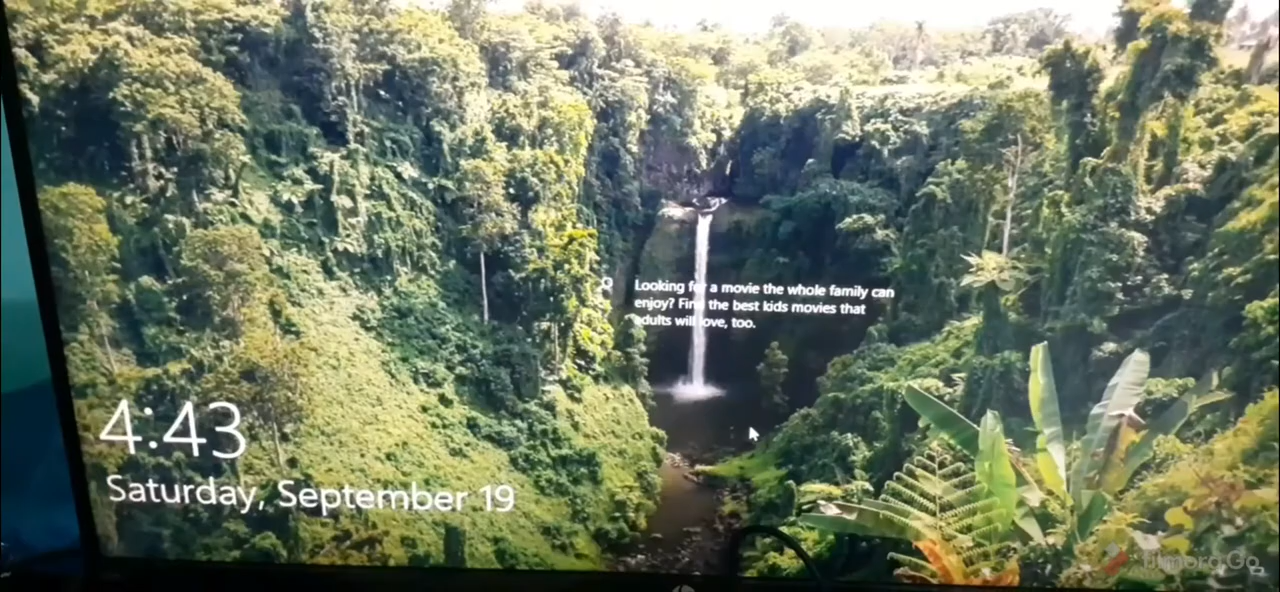 Looking for a movie the whole family can
enjoy? Find the best kids movies that
adults will love, too.
4:43
Saturday, September 19
Filmora Go